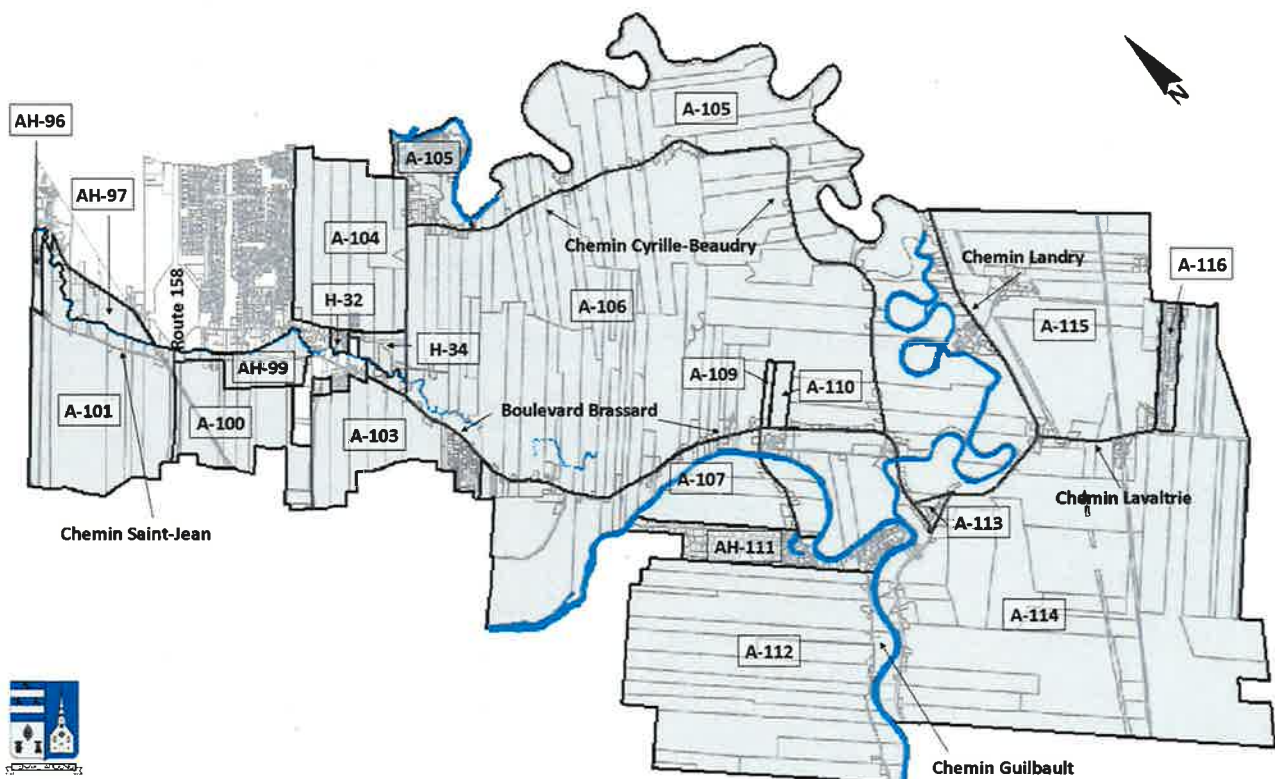 A-105
AH-96
A-105
AH-97
A-104
Chemin Cyrille-Beaudry
Chemin Landry
A-116
Route 158
H-32
A-106
A-115
H-34
AH-99
A-109
A-110
A-101
A-100
Boulevard Brassard
A-103
A-107
Chemin Lavaltrie
Chemin Saint-Jean
A-113
AH-111
A-114
A-112
Chemin Guilbault
N